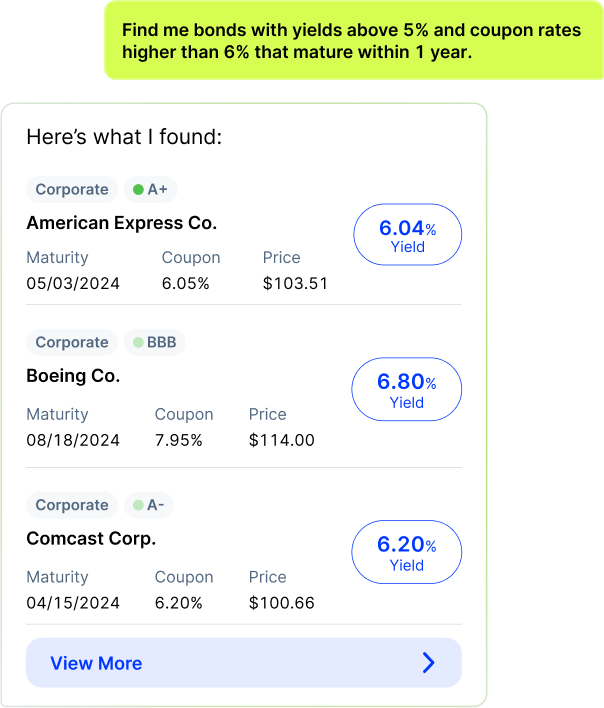 Find me bonds with yields above 5% and coupon rates
higher than 6% that mature within 1 year.
Here’s what I found:
Corporate A+
American Express Co.
6.04%
Yield
Maturity Coupon Price
05/03/2024 6.05% $103.51
Corporate BBB
Boeing Co.
6.80%
Yield
Maturity Coupon Price
08/18/2024 7.95% $114.00
Corporate A-
Comcast Corp.
6.20%
Yield
Maturity Coupon Price
04/15/2024 6.20% $100.66
View More